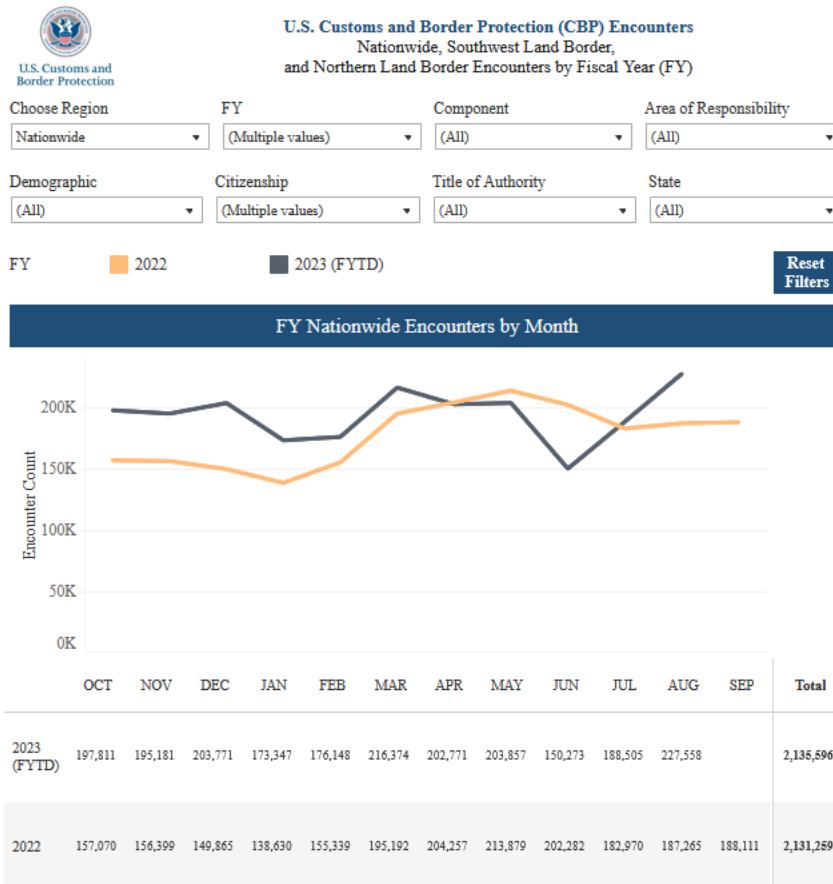 U.S. Customs and
Border Protection
U.S. Customs and Border Protection (CBP) Encounters
Nationwide, Southwest Land Border,
and Northern Land Border Encounters by Fiscal Year (FY)
Choose Region FY Component Area of Responsibility
Nationwide (Multiple values) (All) (All)
Demographic Citizenship Title of Authority State
(All) (Multiple values) (All) (All)
FY 2022 2023 (FYTD)
Reset
Filters
FY Nationwide Encounters by Month
Encounter Count
200K
150K
100K
50K
0K
OCT NOV DEC JAN FEB MAR APR MAY JUN JUL AUG SEP Total
2023
(FYTD) 197,811 195,181 203,771 173,347 176,148 216,374 202,771 203,857 150,273 188,505 227,558 2,135,596
2022 157,070 156,399 149,865 138,630 155,339 195,192 204,257 213,879 202,282 182,970 187,265 188,111 2,131,259